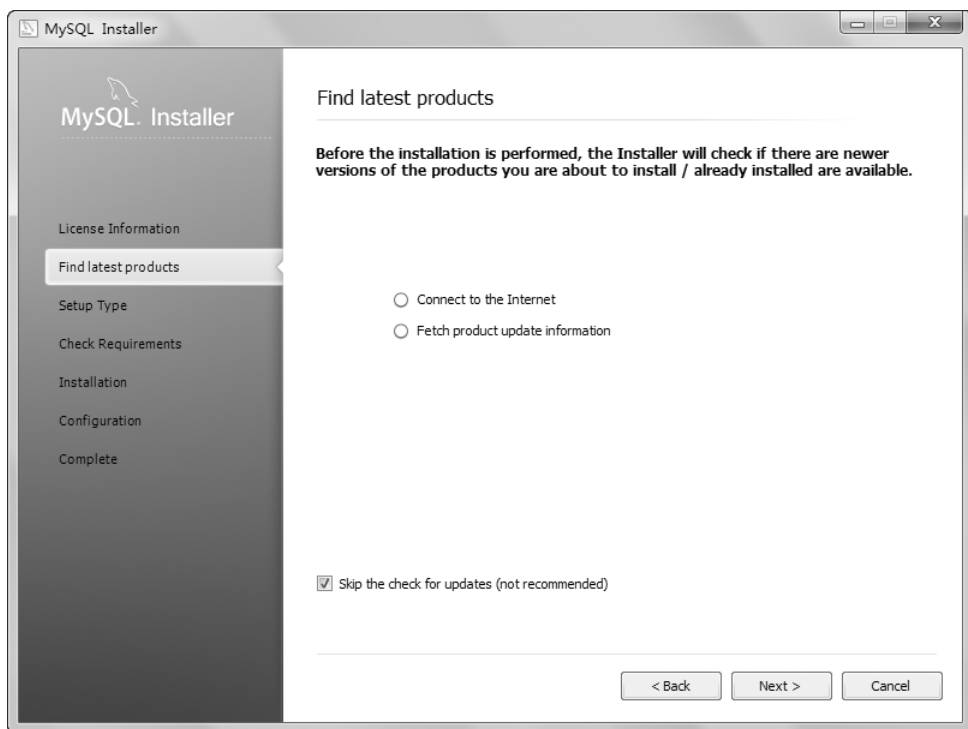 MySQL Installer
MySQL. Installer
License Information
Find latest products
Setup Type
Check Requirements
Installation
Configuration
Complete
Find latest products
Before the installation is performed, the Installer will check if there are newer
versions of the products you are about to install / already installed are available.
Connect to the Internet
Fetch product update information
Skip the check for updates (not recommended)
< Back
Next >
Cancel